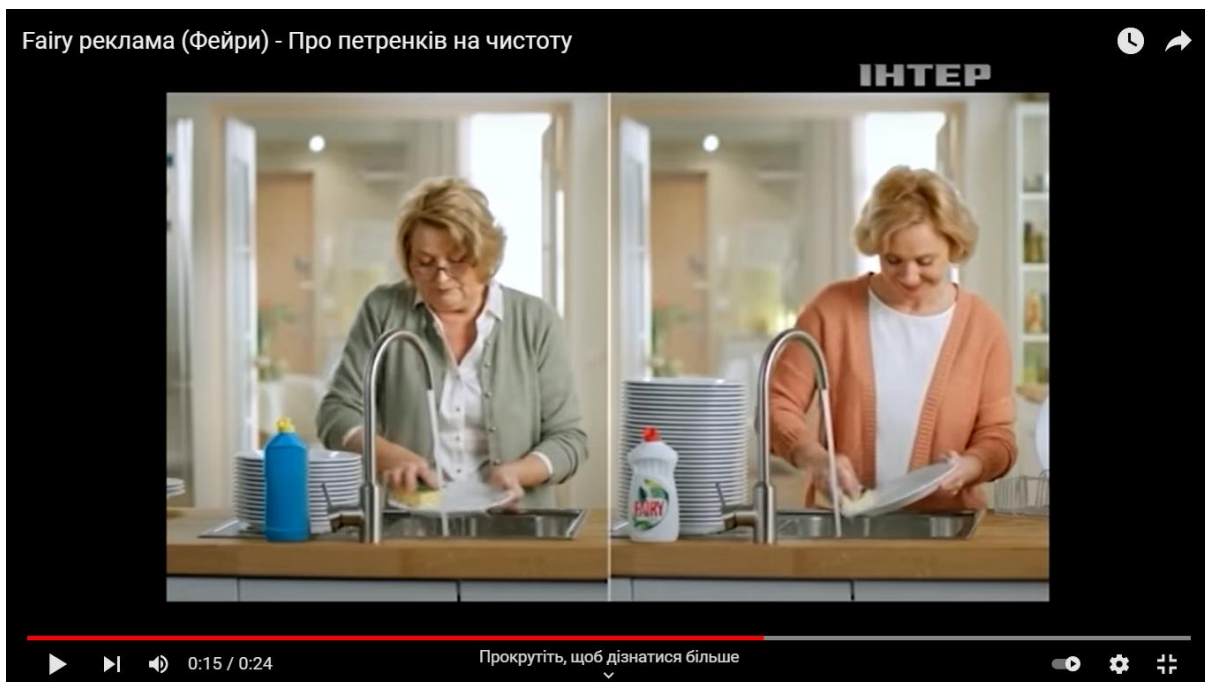 Fairy реклама (Фейри) - Про петренків на чистоту
ІНТЕР
FAIRY
0:15 / 0:24
Прокрутіть, щоб дізнатися більше